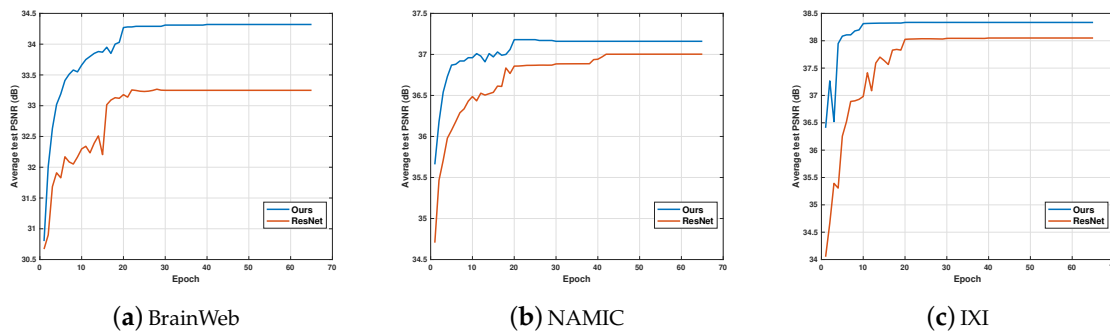 Average test PSNR (dB)
34.5
34
33.5
33
32.5
32
31.5
31
30.5
0 10 20 30 40 50 60 70
Epoch
Ours
ResNet
(a) BrainWeb
Average test PSNR (dB)
37.5
37
36.5
36
35.5
35
34.5
0 10 20 30 40 50 60 70
Epoch
Ours
ResNet
(b) NAMIC
Average test PSNR (dB)
38.5
38
37.5
37
36.5
36
35.5
35
34.5
34
0 10 20 30 40 50 60
Epoch
Ours
ResNet
(c) IXI